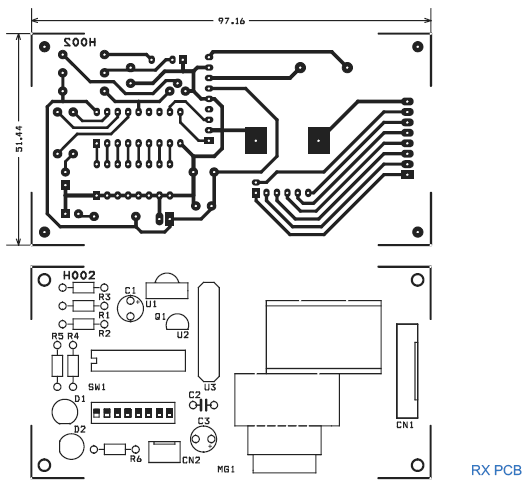 97.16
H002
51.44
H002
C1
R3
U1
R1
Q1
R2
U2
R5 R4
SW1
U3
D1
C2
CN1
C3
D2
R6
CN2
MG1
RX PCB